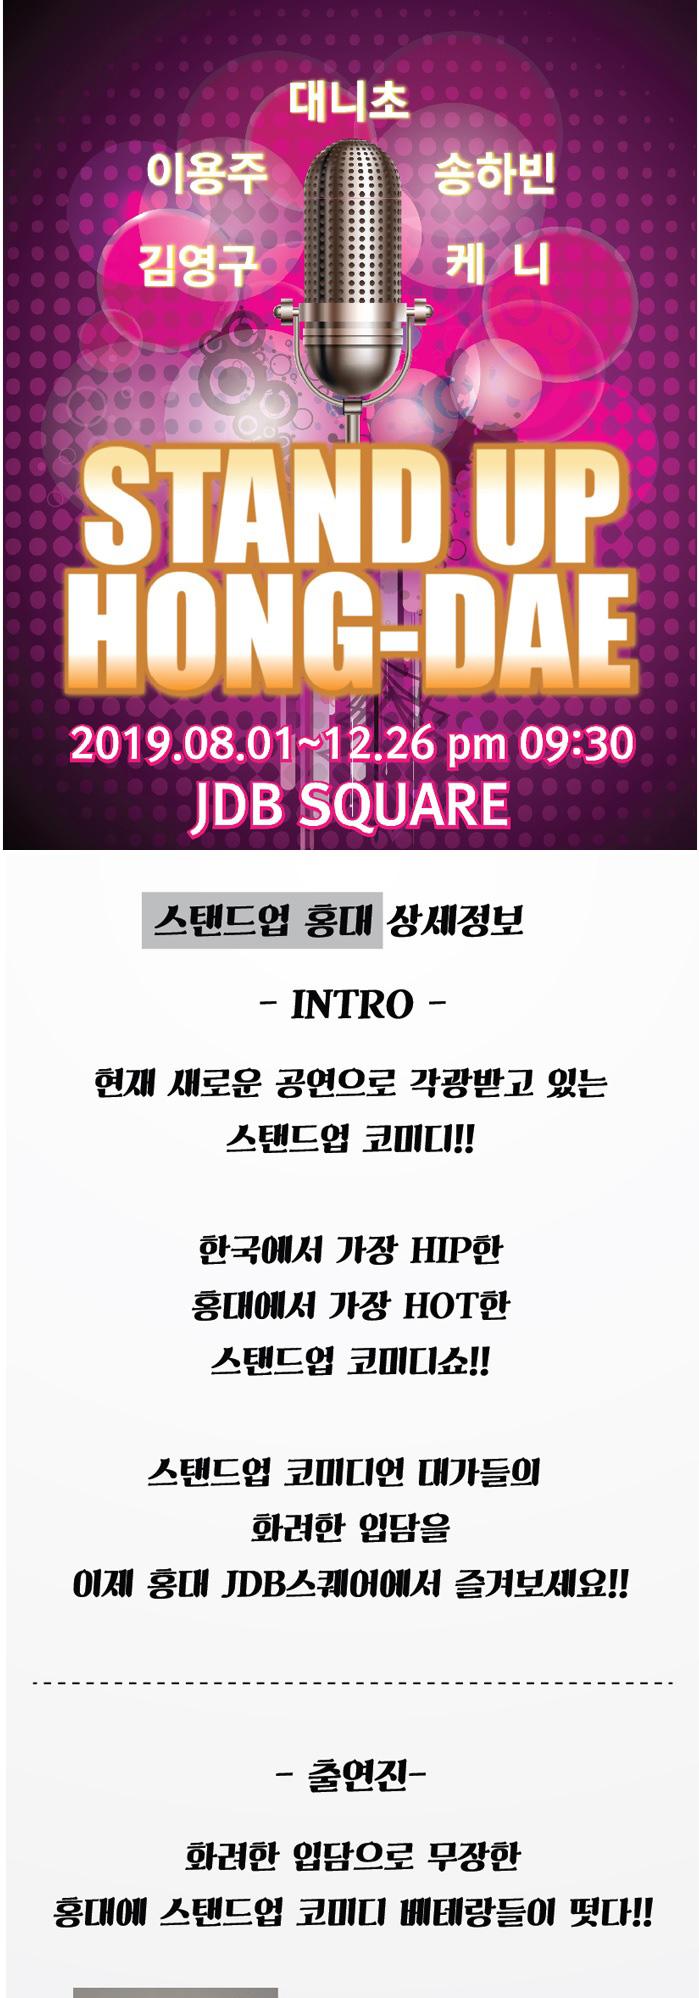 대니초
이용주 송하빈
김영구 케 니
STAND UP
HONG-DAE
2019.08.01~12.26 pm 09:30
JDB SQUARE
스탠드업 홍대 상세정보
- INTRO -
현재 새로운 공연으로 각광받고 있는
스탠드업 코미디!!
한국에서 가장 HIP한
홍대에서 가장 HOT한
스탠드업 코미디쇼!!
스탠드업 코미디언 대가들의
화려한 입담을
이제 홍대 JDB스퀘어에서 즐겨보세요!!
- 출연진-
화려한 입담으로 무장한
홍대에 스탠드업 코미디 베테랑들이 떳다!!